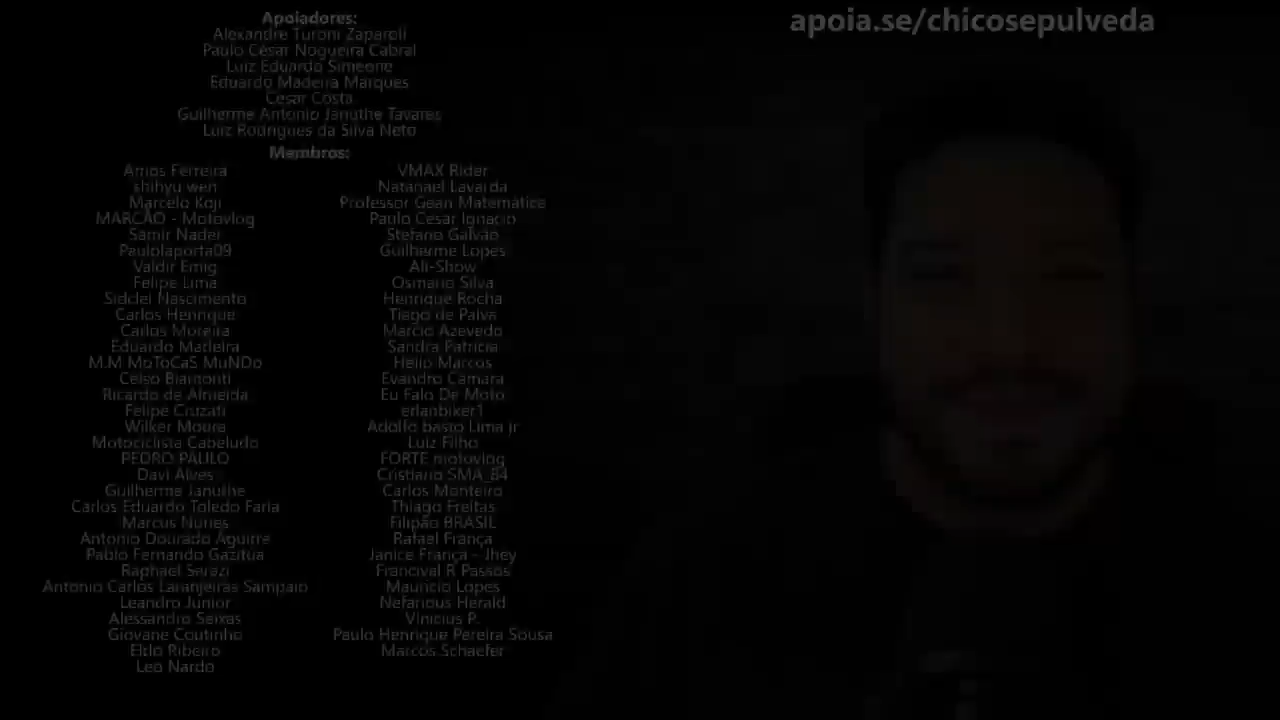 Apoiadores:
Alexandre Turoni Zaparoli
Paulo César Nogueira Cabral
Luiz Eduardo Simeone
Eduardo Madeira Marques
Cesar Costa
Guilherme Antonio Januthe Tavares
Luiz Rodrigues da Silva Neto
Membros:
Amos Ferreira
shihyu wen
Marcelo Koji
MARCÃO - Motovlog
Samir Nader
Paulolaporta09
Valdir Emig
Felipe Lima
Sidclei Nascimento
Carlos Henrique
Carlos Moreira
Eduardo Madeira
M.M MoToCaS MuNDo
Celso Biamonti
Ricardo de Almeida
Felipe Cruzati
Wilker Moura
Motociclista Cabeludo
PEDRO PAULO
Davi Alves
Guilherme Januthe
Carlos Eduardo Toledo Faria
Marcus Nunes
Antonio Dourado Aguirre
Pablo Fernando Gazitua
Raphael Sarazi
Antonio Carlos Laranjeiras Sampaio
Leandro Junior
Alessandro Seixas
Giovane Coutinho
Eldo Ribeiro
Leo Nardo
VMAX Rider
Natanael Lavarda
Professor Gean Matemática
Paulo Cesar Ignacio
Stefano Galvão
Guilherme Lopes
Ali-Show
Osmario Silva
Henrique Rocha
Tiago de Paiva
Marcio Azevedo
Sandra Patricia
Helio Marcos
Evandro Camara
Eu Falo De Moto
erlanbiker1
Adolfo basto Lima jr
Luiz Filho
FORTE motovlog
Cristiano SMA_84
Carlos Monteiro
Thiago Freitas
Filipão BRASIL
Rafael França
Janice França - Jhey
Francival R Passos
Mauricio Lopes
Nefarious Herald
Vinicius P.
Paulo Henrique Pereira Sousa
Marcos Schaefer
apoia.se/chicosepulveda